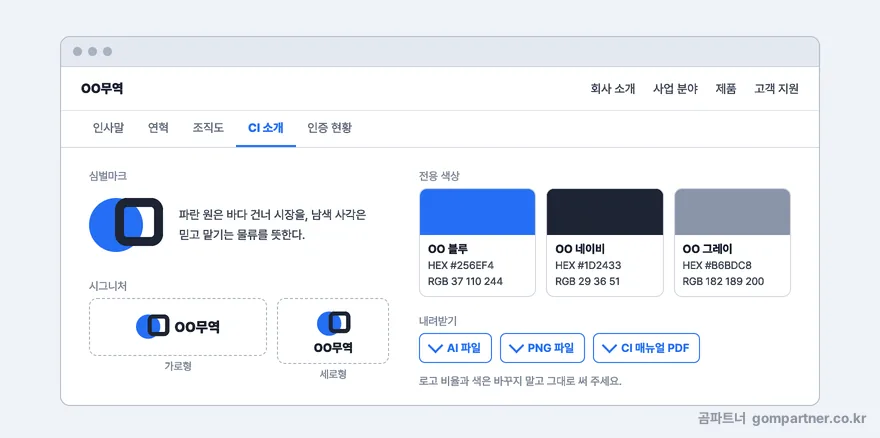 OO무역
회사 소개 사업 분야 제품 고객 지원
인사말 연혁 조직도 CI 소개 인증 현황
심벌마크
파란 원은 바다 건너 시장을, 남색 사각은
믿고 맡기는 물류를 뜻한다.
시그니처
OO무역
가로형
OO무역
세로형
전용 색상
OO 블루
HEX #256EF4
RGB 37 110 244
OO 네이비
HEX #1D2433
RGB 29 36 51
OO 그레이
HEX #B6BDC8
RGB 182 189 200
내려받기
AI 파일
PNG 파일
CI 매뉴얼 PDF
로고 비율과 색은 바꾸지 말고 그대로 써 주세요.
곰파트너 gompartner.co.kr